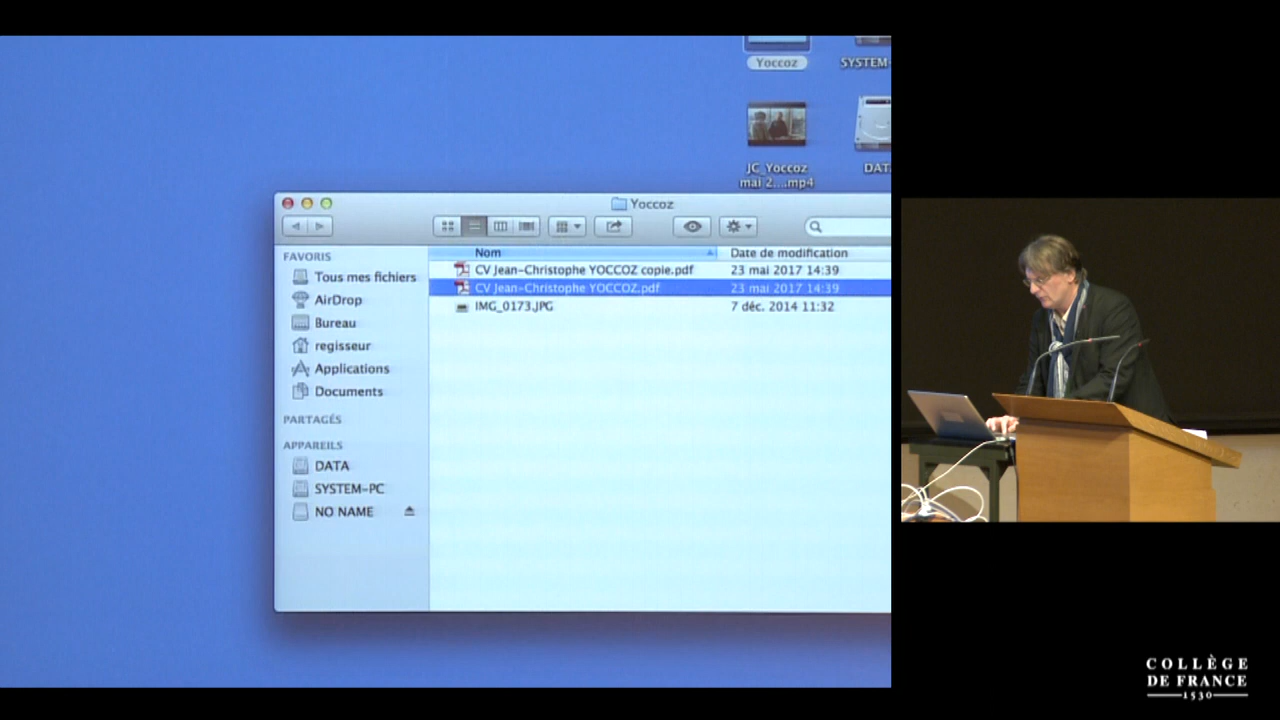 Yoccoz
SYSTEM-
JC_Yoccoz
mai 2....mp4
DAT
Yoccoz
FAVORIS
Tous mes fichiers
AirDrop
Bureau
regisseur
Applications
Documents
PARTAGÉS
APPAREILS
DATA
SYSTEM-PC
NO NAME
Nom
Date de modification
CV Jean-Christophe YOCCOZ copie.pdf
23 mai 2017 14:39
CV Jean-Christophe YOCCOZ.pdf
23 mai 2017 14:39
IMG_0173.JPG
7 déc. 2014 11:32
COLLÈGE
DE FRANCE
1530